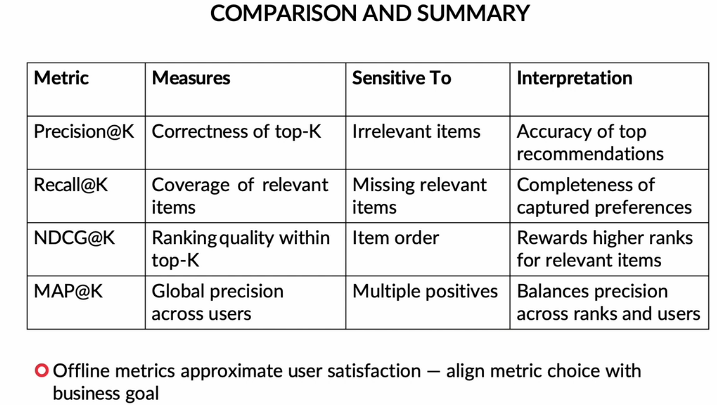 COMPARISON AND SUMMARY
Metric Measures Sensitive To Interpretation
Precision@K Correctness of top-K Irrelevant items Accuracy of top
recommendations
Recall@K Coverage of relevant Missing relevant Completeness of
items items captured preferences
NDCG@K Ranking quality within Item order Rewards higher ranks
top-K for relevant items
MAP@K Global precision Multiple positives Balances precision
across users across ranks and users
Offline metrics approximate user satisfaction — align metric choice with
business goal